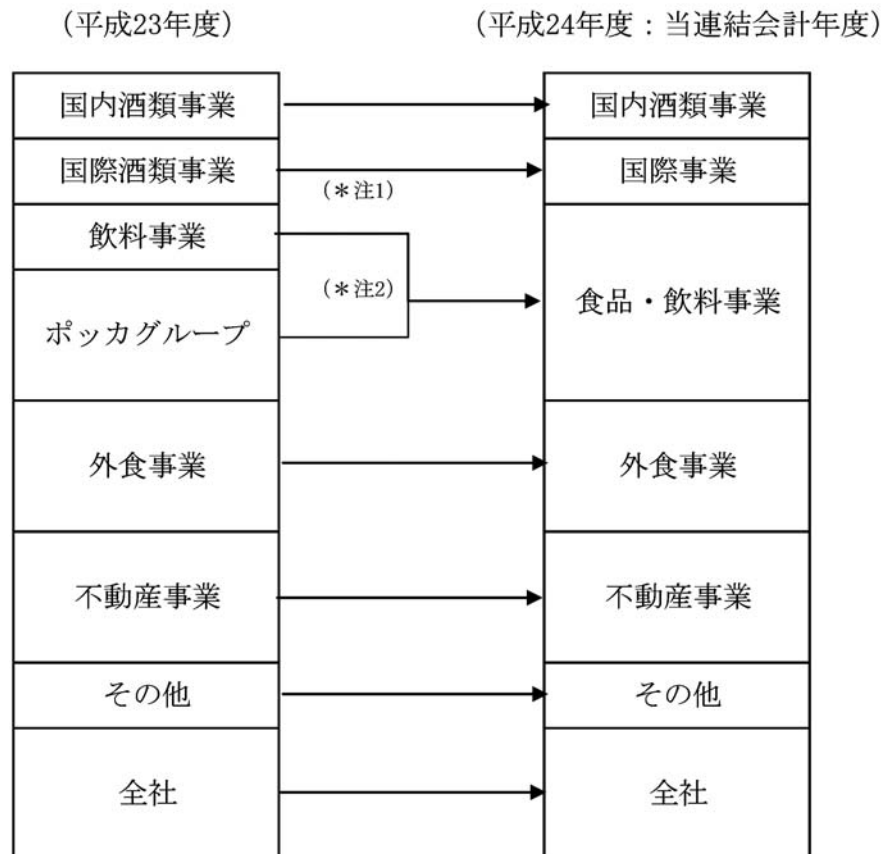 (平成23年度)
(平成24年度：当連結会計年度)
国内酒類事業
国内酒類事業
国際酒類事業
(＊注1)
国際事業
飲料事業
(＊注2)
ポッカグループ
食品・飲料事業
外食事業
外食事業
不動産事業
不動産事業
その他
その他
全社
全社